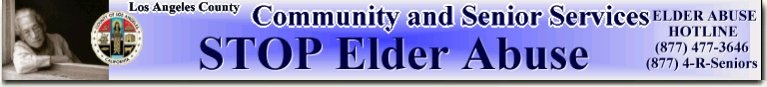 Los Angeles County
Community and Senior Services
STOP Elder Abuse
ELDER ABUSE
HOTLINE
(877) 477-3646
(877) 4-R-Seniors